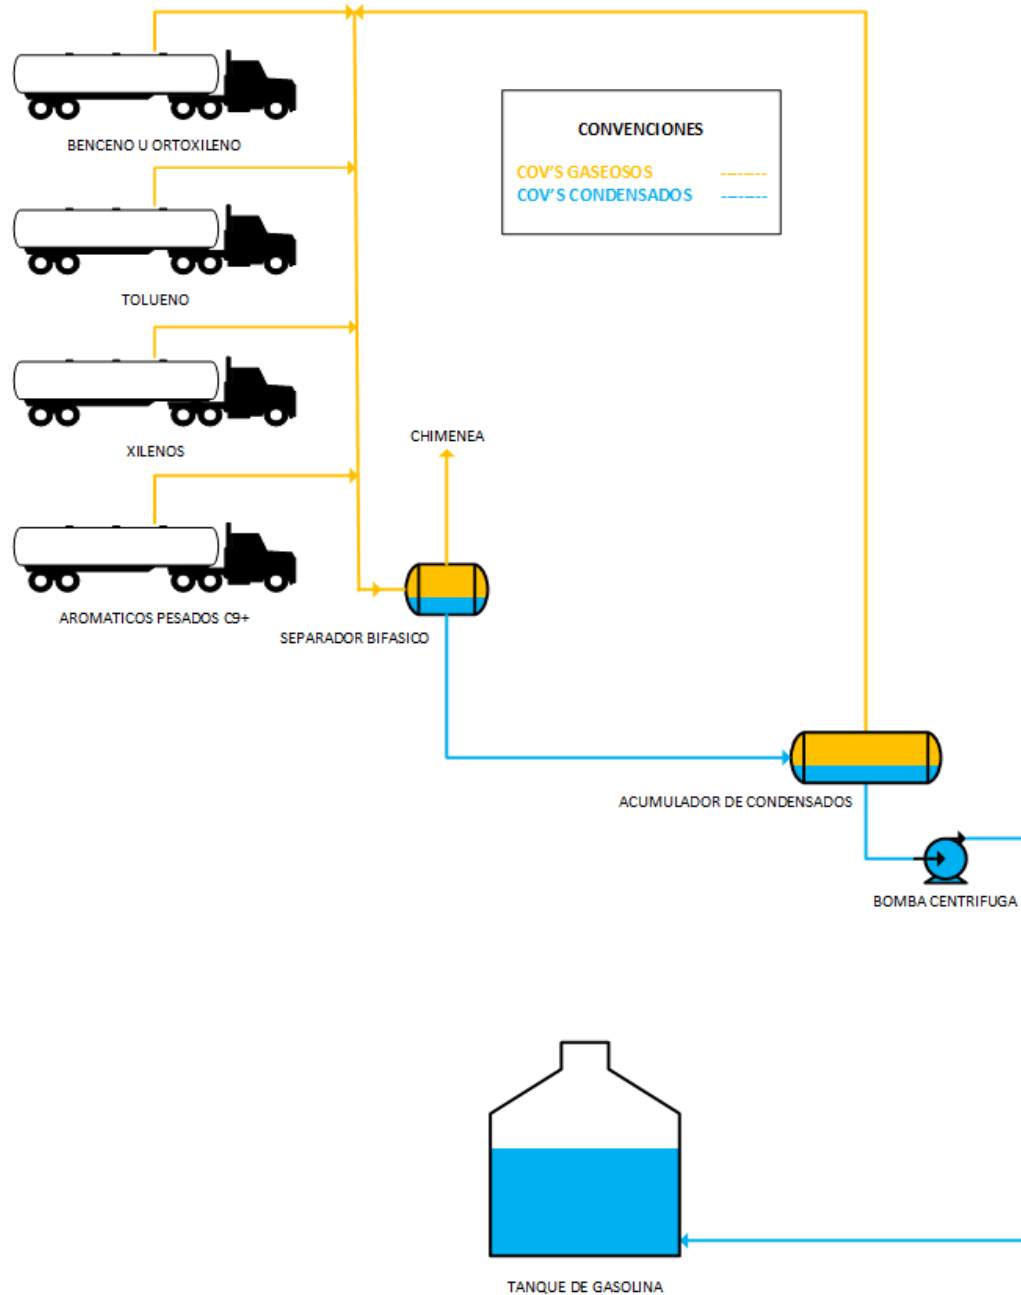 BENCENO U ORTOXILENO
CONVENCIONES
COV'S GASEOSOS
COV'S CONDENSADOS
TOLUENO
XILENOS
CHIMENEA
AROMATICOS PESADOS C9+
SEPARADOR BIFASICO
ACUMULADOR DE CONDENSADOS
BOMBA CENTRIFUGA
TANQUE DE GASOLINA